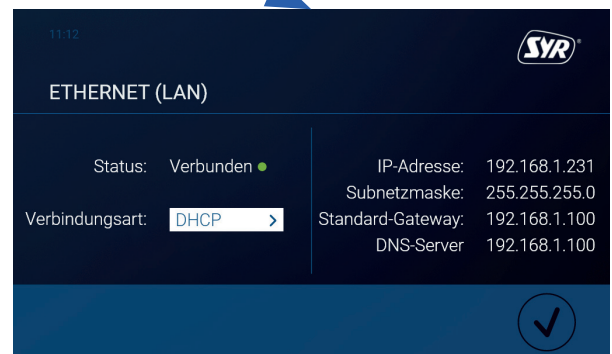 11:12
SYR
ETHERNET (LAN)
Status: Verbunden
Verbindungsart: DHCP >
IP-Adresse: 192.168.1.231
Subnetzmaske: 255.255.255.0
Standard-Gateway: 192.168.1.100
DNS-Server 192.168.1.100